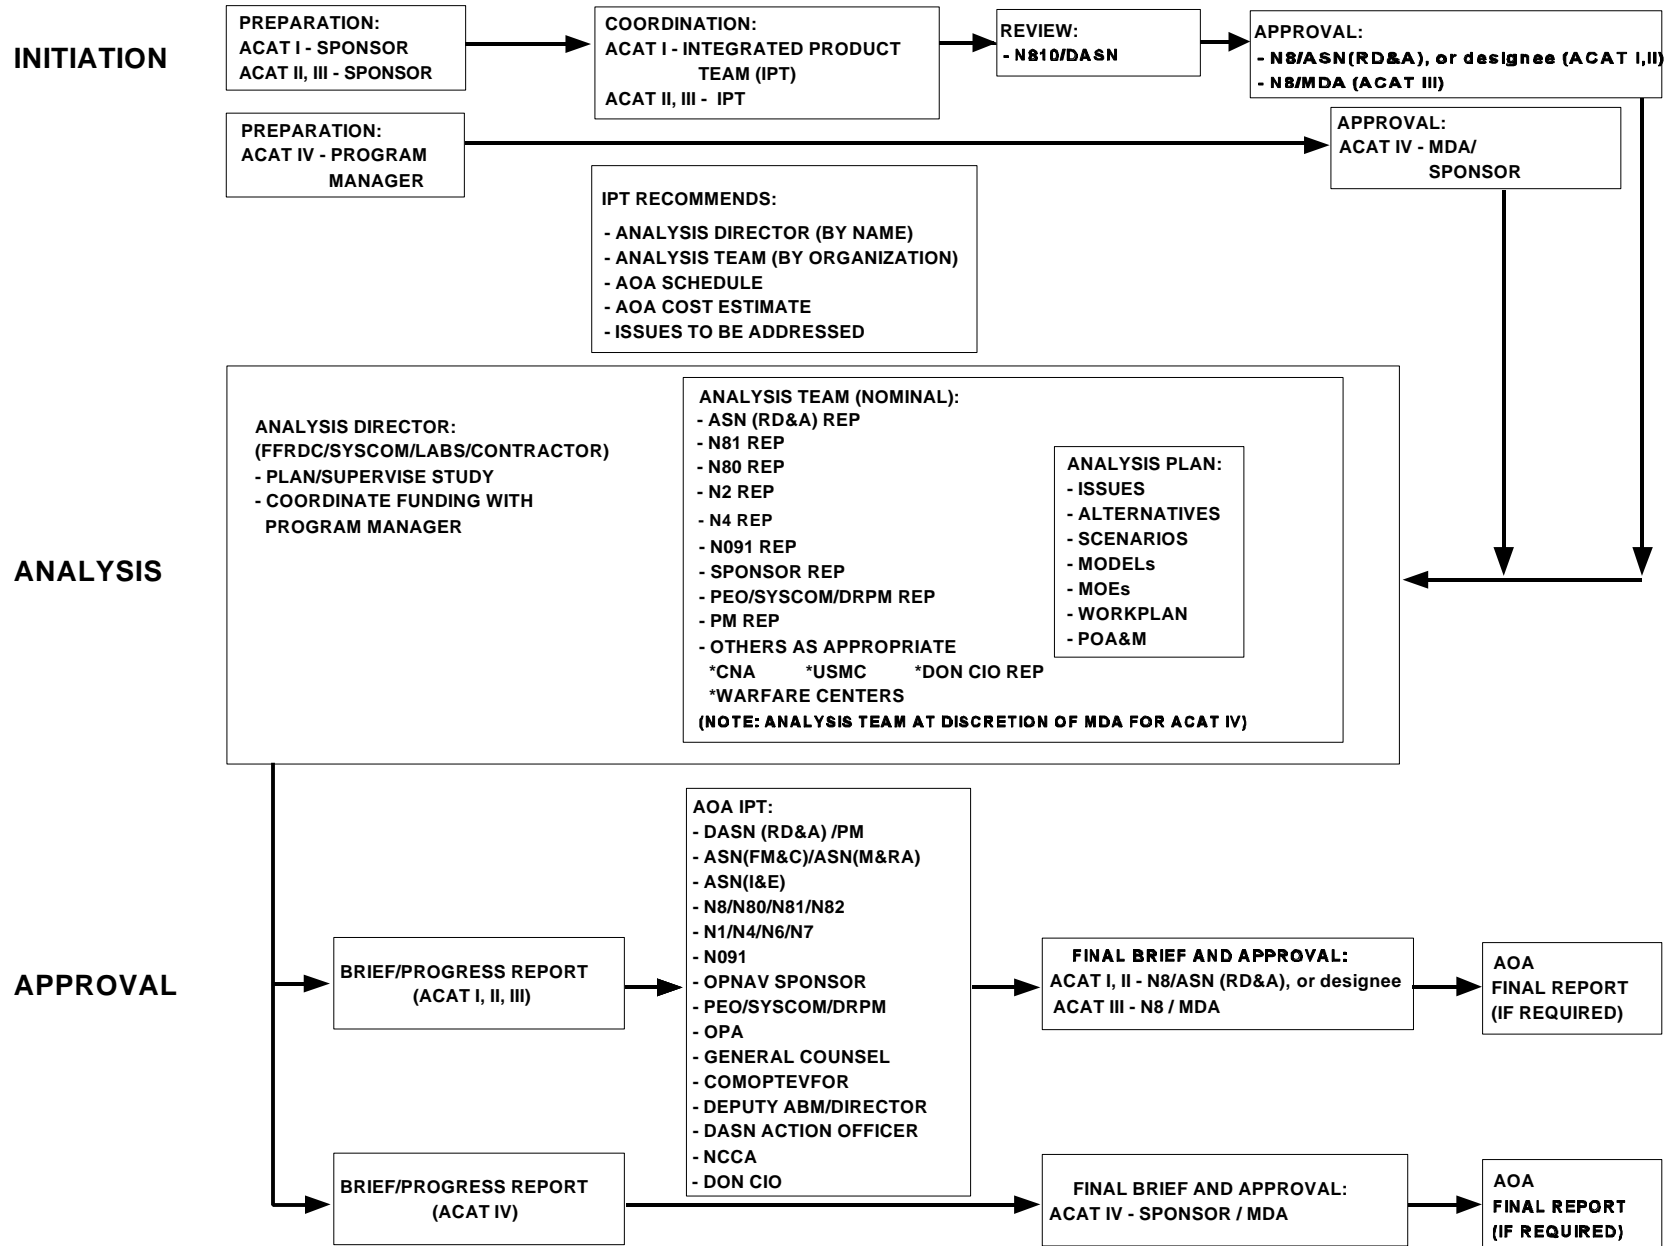 INITIATION
PREPARATION:
ACAT I - SPONSOR
ACAT II, III - SPONSOR
COORDINATION:
ACAT I - INTEGRATED PRODUCT
TEAM (IPT)
ACAT II, III - IPT
REVIEW:
- N810/DASN
APPROVAL:
- N8/ASN(RD&A), or designee (ACAT I,II)
- N8/MDA (ACAT III)
PREPARATION:
ACAT IV - PROGRAM
MANAGER
APPROVAL:
ACAT IV - MDA/
SPONSOR
IPT RECOMMENDS:
- ANALYSIS DIRECTOR (BY NAME)
- ANALYSIS TEAM (BY ORGANIZATION)
- AOA SCHEDULE
- AOA COST ESTIMATE
- ISSUES TO BE ADDRESSED
ANALYSIS
ANALYSIS DIRECTOR:
(FFRDC/SYSCOM/LABS/CONTRACTOR)
- PLAN/SUPERVISE STUDY
- COORDINATE FUNDING WITH
PROGRAM MANAGER
ANALYSIS TEAM (NOMINAL):
- ASN (RD&A) REP
- N81 REP
- N80 REP
- N2 REP
- N4 REP
- N091 REP
- SPONSOR REP
- PEO/SYSCOM/DRPM REP
- PM REP
- OTHERS AS APPROPRIATE
*CNA *USMC *DON CIO REP
*WARFARE CENTERS
(NOTE: ANALYSIS TEAM AT DISCRETION OF MDA FOR ACAT IV)
ANALYSIS PLAN:
- ISSUES
- ALTERNATIVES
- SCENARIOS
- MODELs
- MOEs
- WORKPLAN
- POA&M
APPROVAL
BRIEF/PROGRESS REPORT
(ACAT I, II, III)
AOA IPT:
- DASN (RD&A) /PM
- ASN(FM&C)/ASN(M&RA)
- ASN(I&E)
- N8/N80/N81/N82
- N1/N4/N6/N7
- N091
- OPNAV SPONSOR
- PEO/SYSCOM/DRPM
- OPA
- GENERAL COUNSEL
- COMOPTEVFOR
- DEPUTY ABM/DIRECTOR
- DASN ACTION OFFICER
- NCCA
- DON CIO
FINAL BRIEF AND APPROVAL:
ACAT I, II - N8/ASN (RD&A), or designee
ACAT III - N8 / MDA
AOA
FINAL REPORT
(IF REQUIRED)
BRIEF/PROGRESS REPORT
(ACAT IV)
FINAL BRIEF AND APPROVAL:
ACAT IV - SPONSOR / MDA
AOA
FINAL REPORT
(IF REQUIRED)